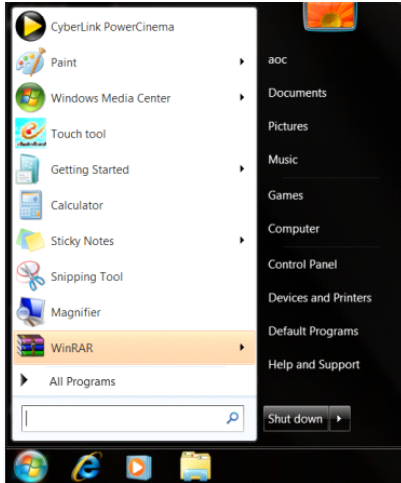 CyberLink PowerCinema
Paint
Windows Media Center
Touch tool
Getting Started
Calculator
Sticky Notes
Snipping Tool
Magnifier
WinRAR
All Programs
aoc
Documents
Pictures
Music
Games
Computer
Control Panel
Devices and Printers
Default Programs
Help and Support
Shut down